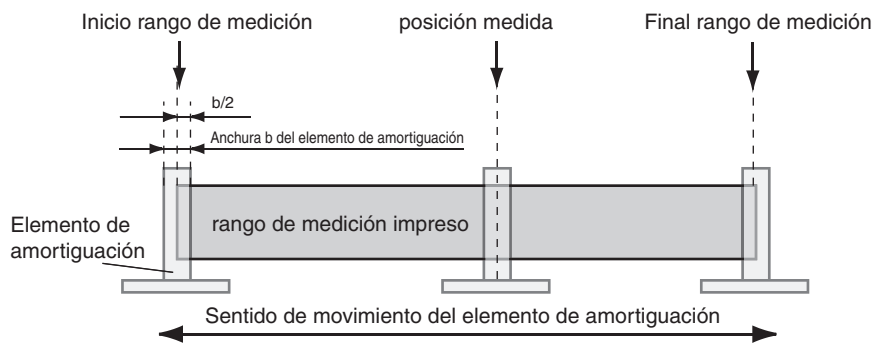 Inicio rango de medición
posición medida
Final rango de medición
b/2
Anchura b del elemento de amortiguación
rango de medición impreso
Elemento de
amortiguación
Sentido de movimiento del elemento de amortiguación